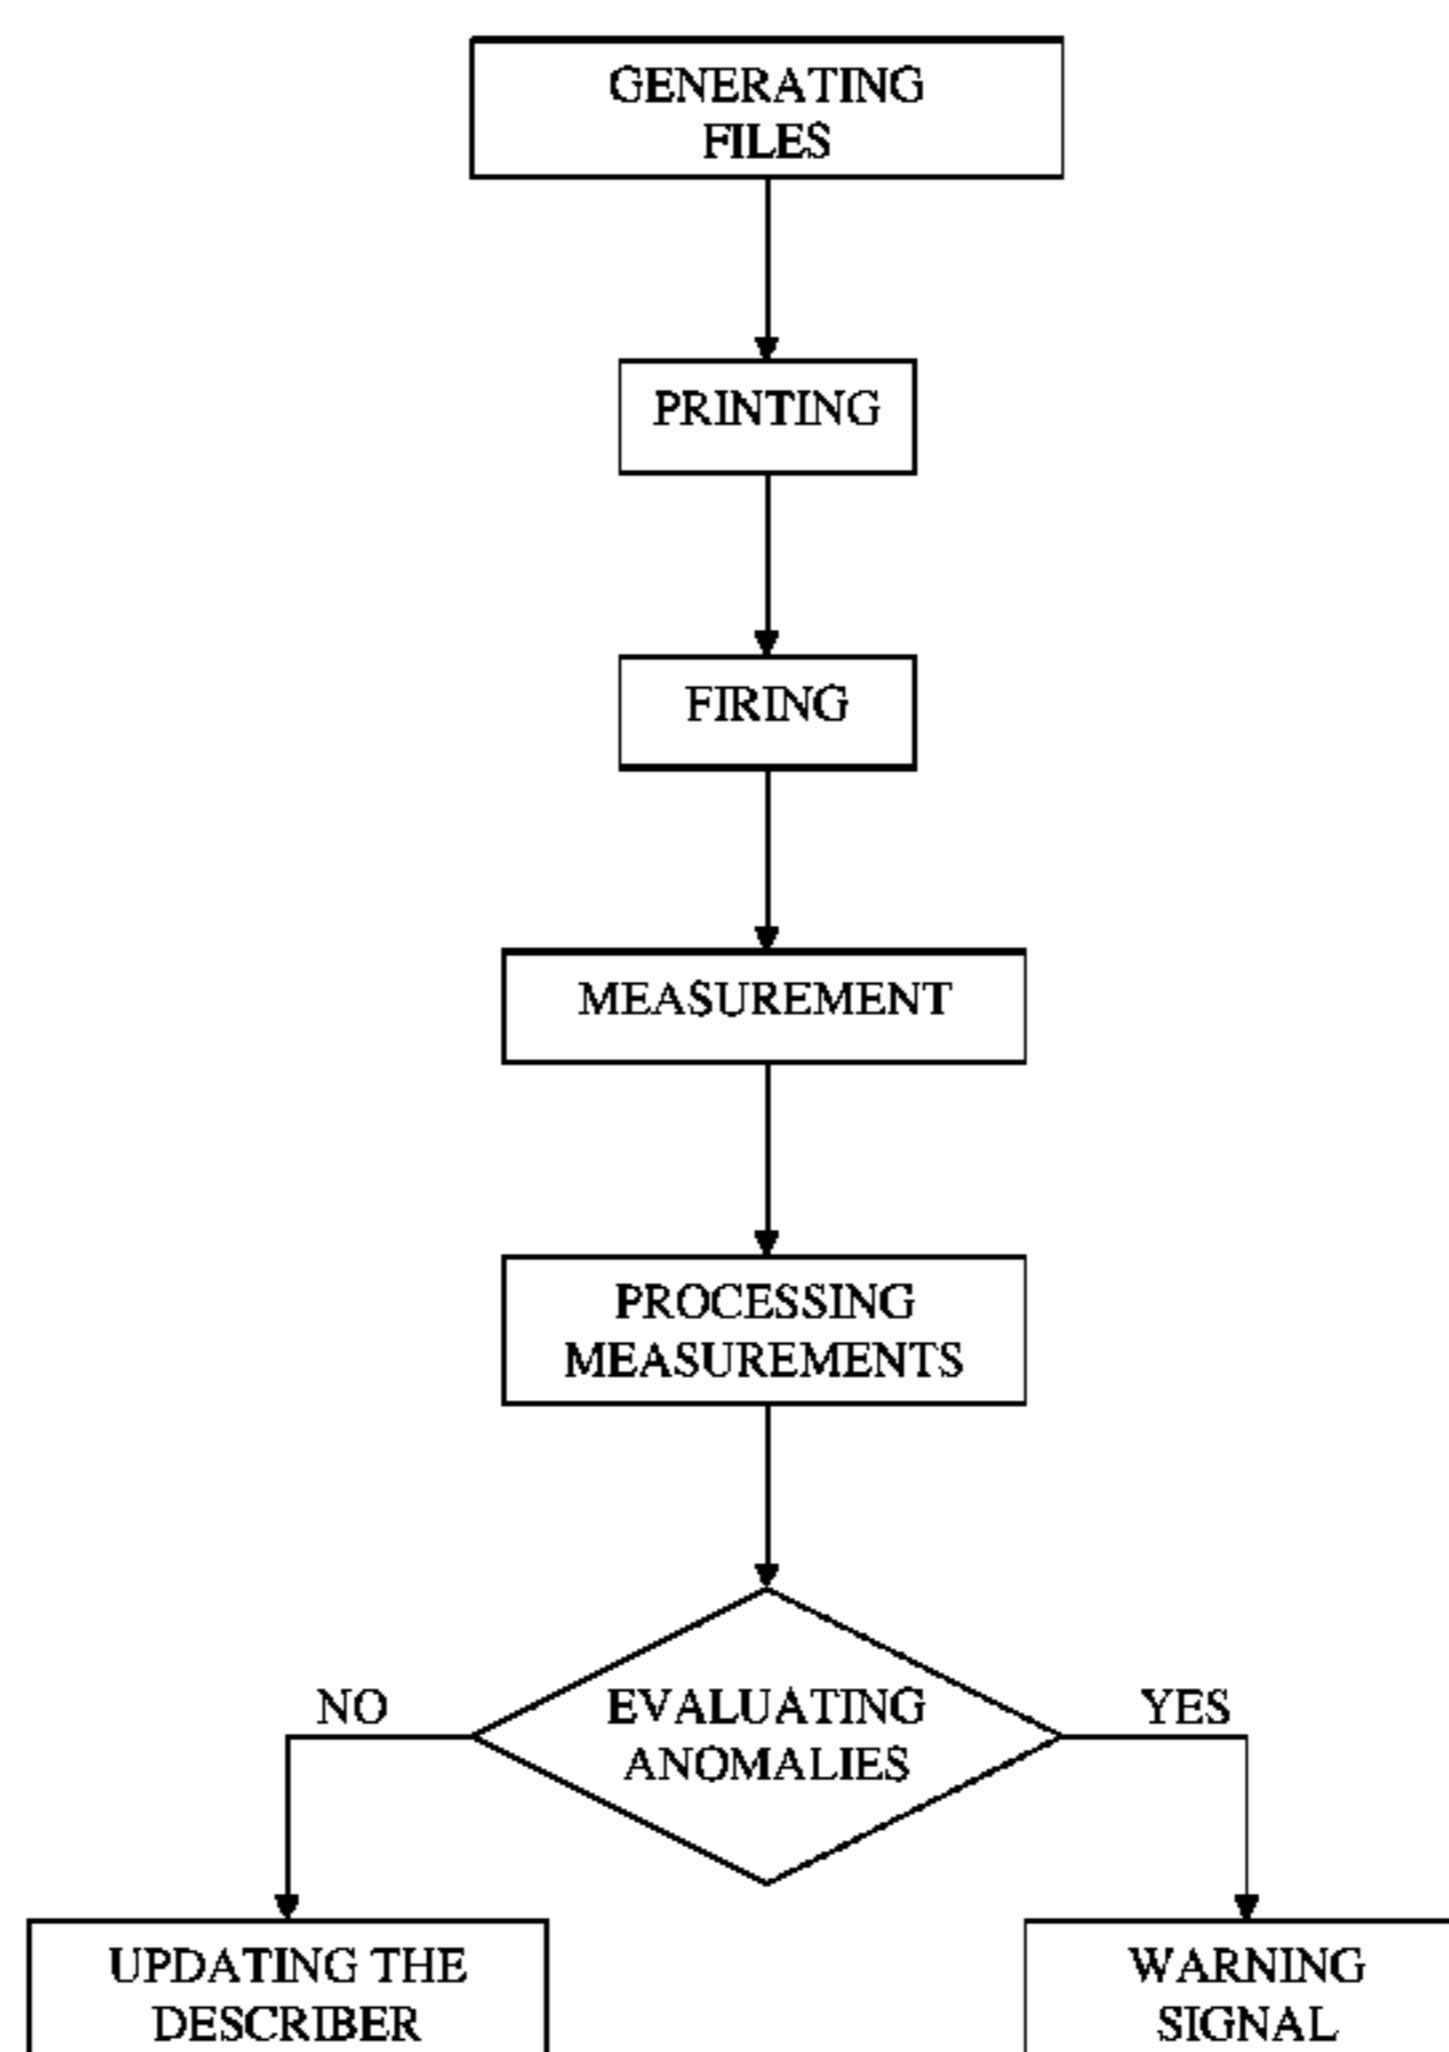 GENERATING
FILES
PRINTING
FIRING
MEASUREMENT
PROCESSING
MEASUREMENTS
EVALUATING
ANOMALIES
NO
YES
UPDATING THE
DESCRIBER
WARNING
SIGNAL